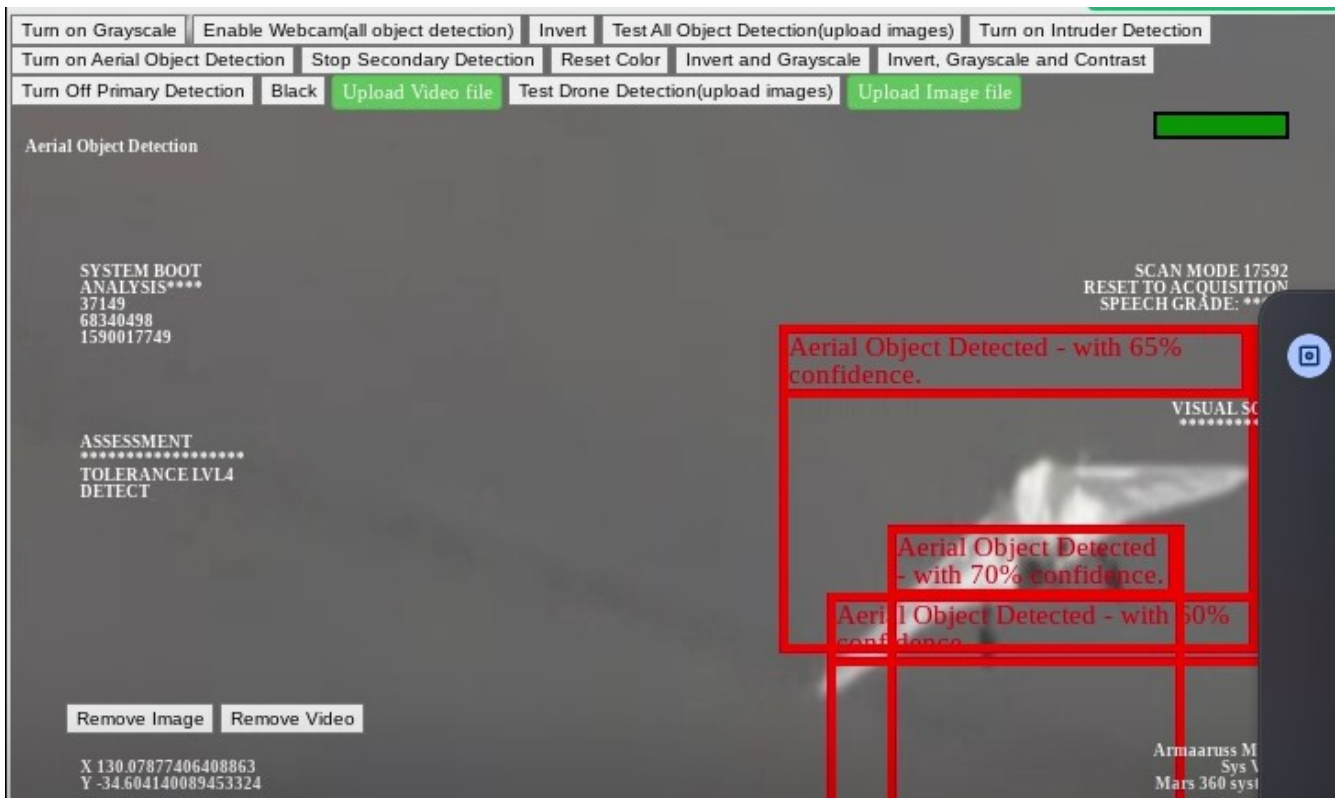 Turn on Grayscale Enable Webcam(all object detection) Invert Test All Object Detection(upload images) Turn on Intruder Detection
Turn on Aerial Object Detection Stop Secondary Detection Reset Color Invert and Grayscale Invert, Grayscale and Contrast
Turn Off Primary Detection Black Upload Video file Test Drone Detection(upload images) Upload Image file
Aerial Object Detection
SYSTEM BOOT
ANALYSIS****
37149
68340498
1590017749
SCAN MODE 17592
RESET TO ACQUISITION
SPEECH GRADE: **
Aerial Object Detected - with 65%
confidence.
VISUAL
*********
ASSESSMENT
******************
TOLERANCE LVL4
DETECT
Aerial Object Detected
- with 70% confidence.
Aerial Object Detected - with 60%
confidence
Remove Image Remove Video
X 130.07877406408863
Y -34.604140089453324
Armaaruss M
Sys V
Mars 360 syst